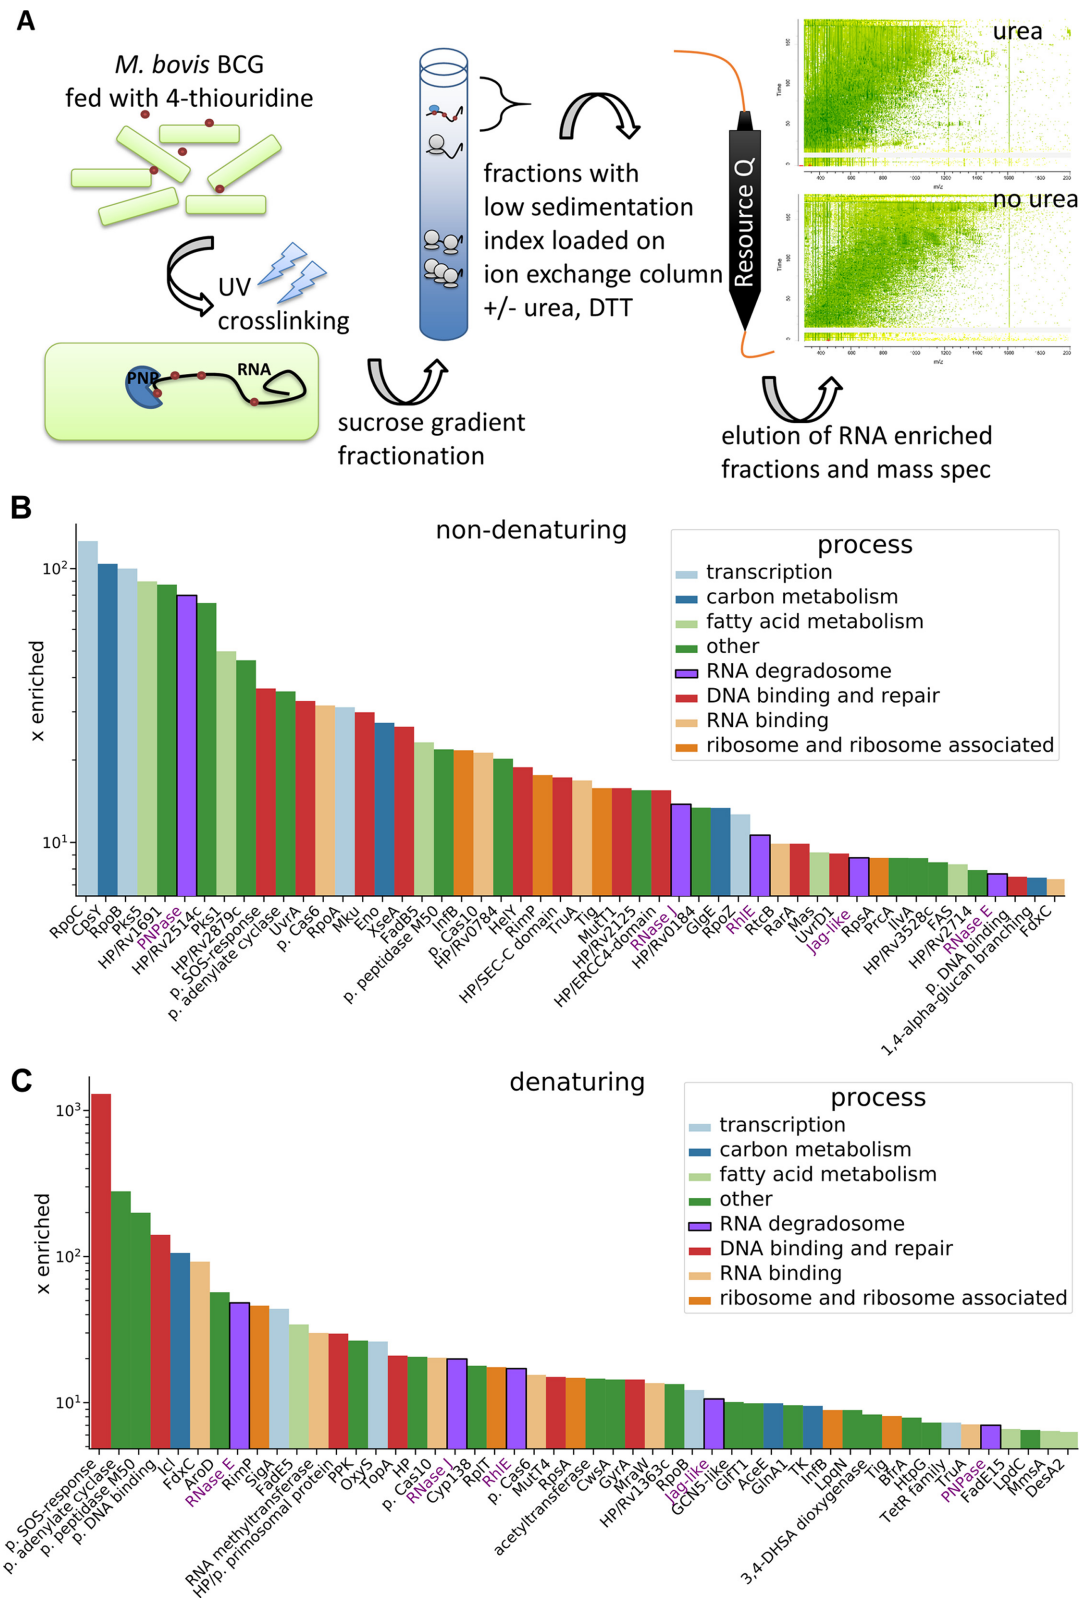 A
M. bovis BCG
fed with 4-thiouridine
UV
crosslinking
PNP
RNA
sucrose gradient
fractionation
fractions with
low sedimentation
index loaded on
ion exchange column
+/- urea, DTT
Resource Q
urea
Time
m/z
no urea
Time
m/z
elution of RNA enriched
fractions and mass spec
B
non-denaturing
x enriched
10²
10¹
process
transcription
carbon metabolism
fatty acid metabolism
other
RNA degradosome
DNA binding and repair
RNA binding
ribosome and ribosome associated
RpoC
CpsY
RpoB
PKS5
HP/Rv1691
PNPase
HP/Rv2514c
Pks1
HP/Rv2879c
p. SOS-response
p. adenylate cyclase
UvrA
p. Cas6
RpoA
Mku
Eno
XseA
FadB5
p. peptidase M50
InfB
p. Cas10
HP/Rv0784
HelY
RimP
HP/SEC-C domain
TruA
Tig
MutT1
HP/Rv2125
HP/ERCC4-domain
RNase J
HP/Rv0184
GlgE
RpoZ
RhlE
RtcB
RarA
Mas
UvrD1
Jag-like
RpsA
PrcA
IlvA
HP/Rv3528c
FAS
HP/Rv2714
RNase E
p. DNA binding
1,4-alpha-glucan branching
FdXC
C
denaturing
x enriched
10³
10²
10¹
process
transcription
carbon metabolism
fatty acid metabolism
other
RNA degradosome
DNA binding and repair
RNA binding
ribosome and ribosome associated
p. SOS-response
p. adenylate cyclase
p. peptidase M50
p. DNA binding
Icl
FdxC
AroD
RNase E
RimP
SigA
FadE5
RNA methyltransferase
HP/p. primosomal protein
PPK
OxyS
TopA
HP
p. Cas10
RNase J
Cyp138
RplT
RhlE
p. Cas6
MutT4
RpsA
acetyltransferase
CwsA
GyrA
MraW
HP/Rv1363c
RpoB
Jag-like
GCN5-like
GlfT1
AceE
GlnA1
TK
InfB
LpqN
3,4-DHSA dioxygenase
Tig
BfrA
HtpG
TetR family
TruA
PNPase
FadE15
LpdC
MmsA
DesA2